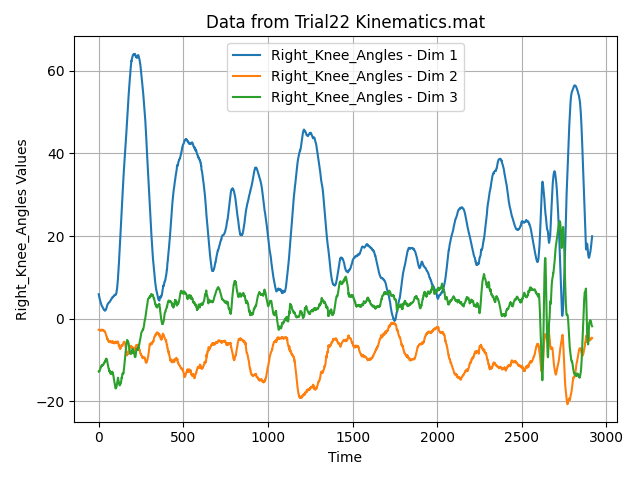 Data from Trial22 Kinematics.mat
Right_Knee_Angles - Dim 1
Right_Knee_Angles - Dim 2
Right_Knee_Angles - Dim 3
Right_Knee_Angles Values
60
40
20
0
−20
0 500 1000 1500 2000 2500 3000
Time